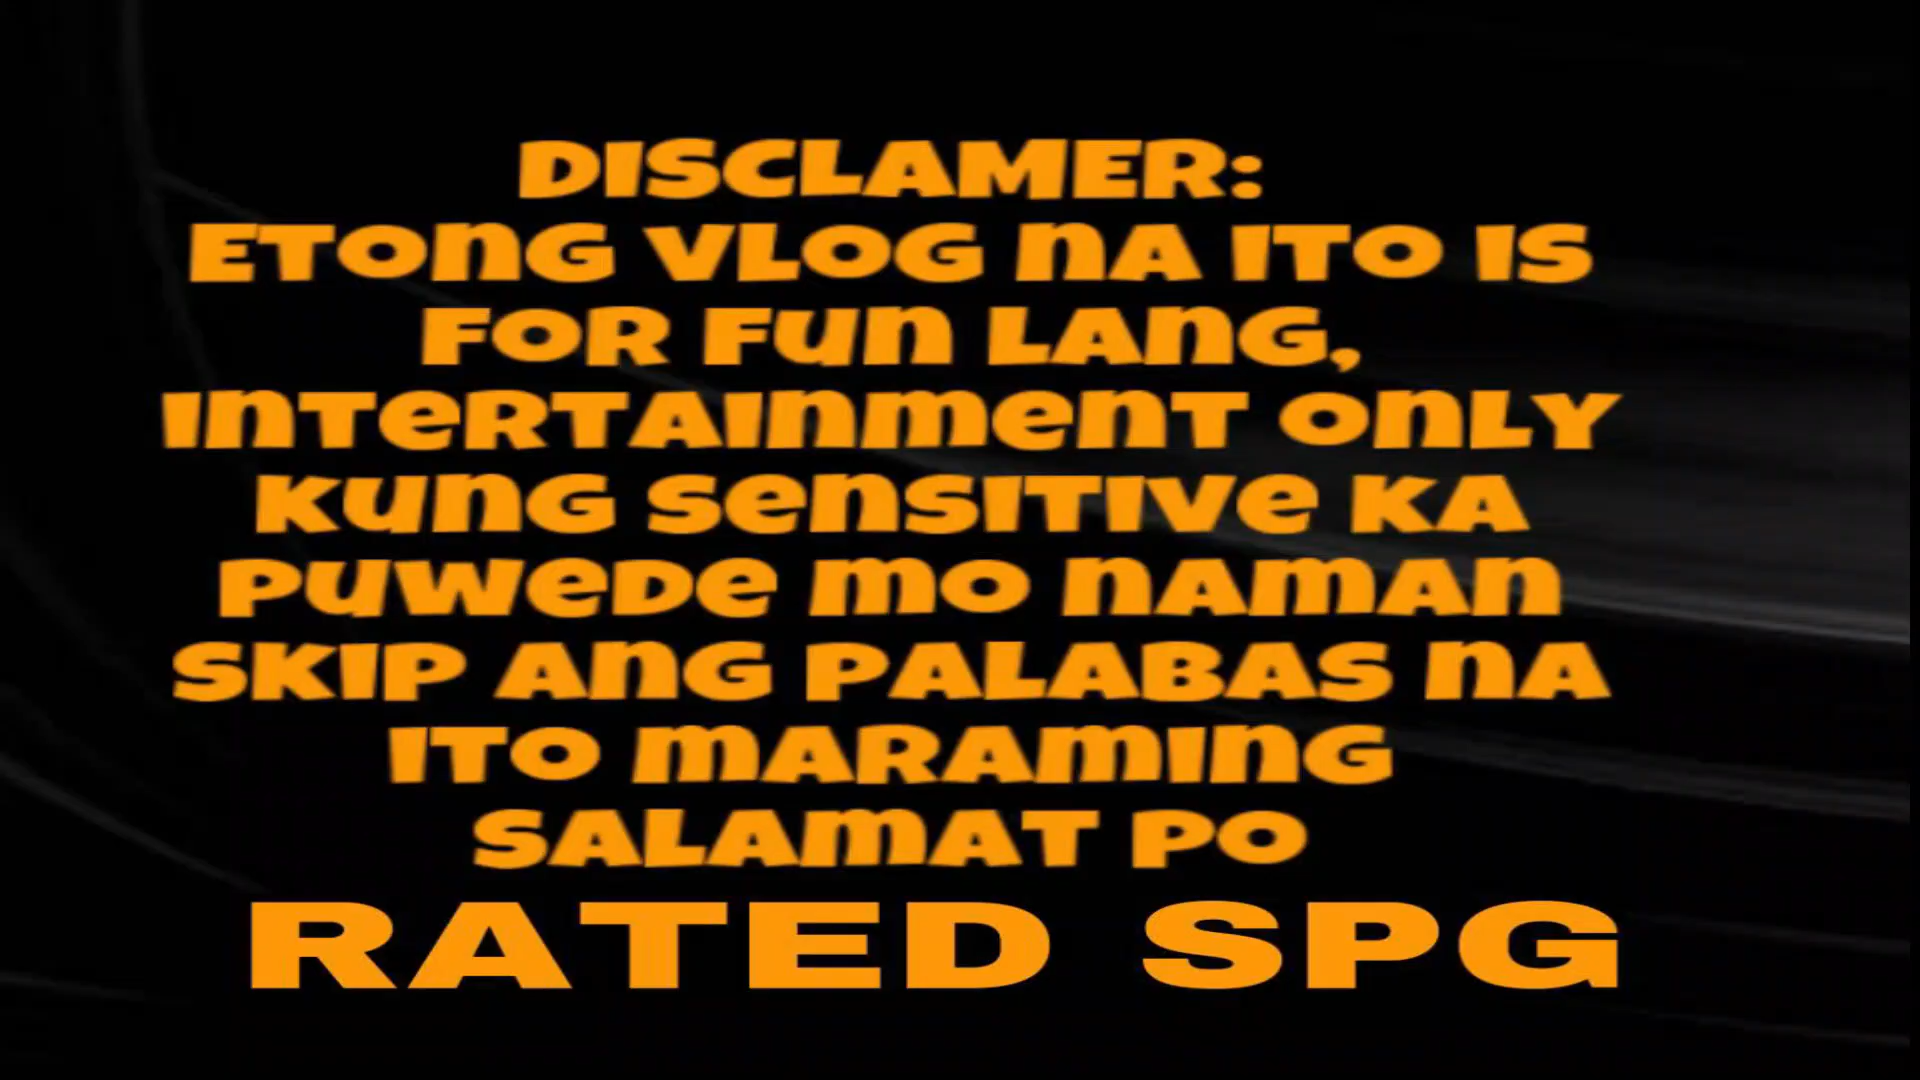 DISCLAMER:
ETONG VLOG NA ITO IS
FOR FUN LANG,
INTERTAINMENT ONLY
KUNG SENSITIVE KA
PUWEDE MO NAMAN
SKIP ANG PALABAS NA
ITO MARAMING
SALAMAT PO
RATED SPG